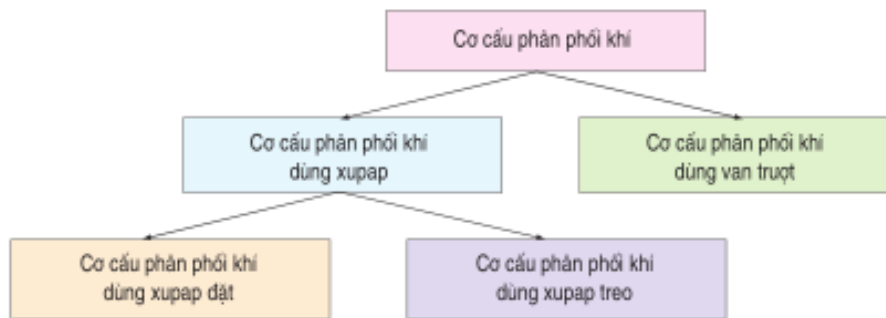 Cơ cấu phân phối khí
Cơ cấu phân phối khí
dùng xupap
Cơ cấu phân phối khí
dùng van trượt
Cơ cấu phân phối khí
dùng xupap đặt
Cơ cấu phân phối khí
dùng xupap treo